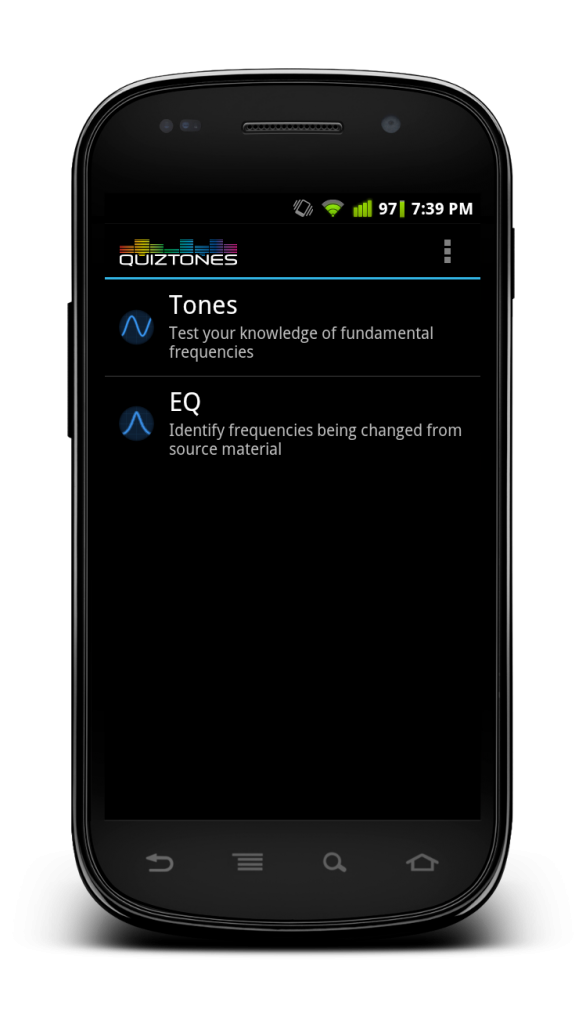 97 7:39 PM
QUIZTONES
Tones
Test your knowledge of fundamental
frequencies
EQ
Identify frequencies being changed from
source material